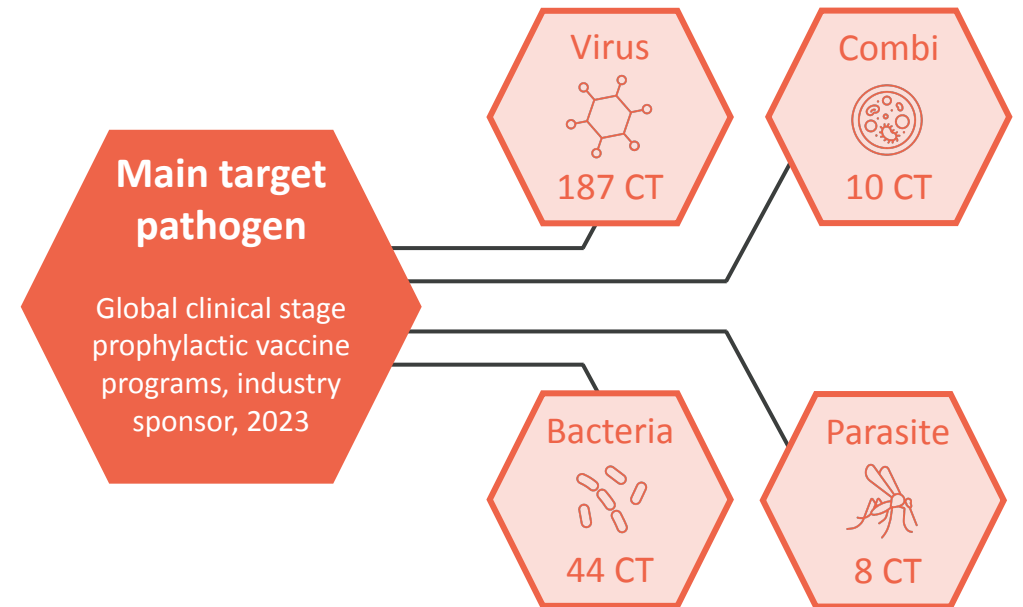 Main target
pathogen
Global clinical stage
prophylactic vaccine
programs, industry
sponsor, 2023
Virus
187 CT
Combi
10 CT
Bacteria
44 CT
Parasite
8 CT